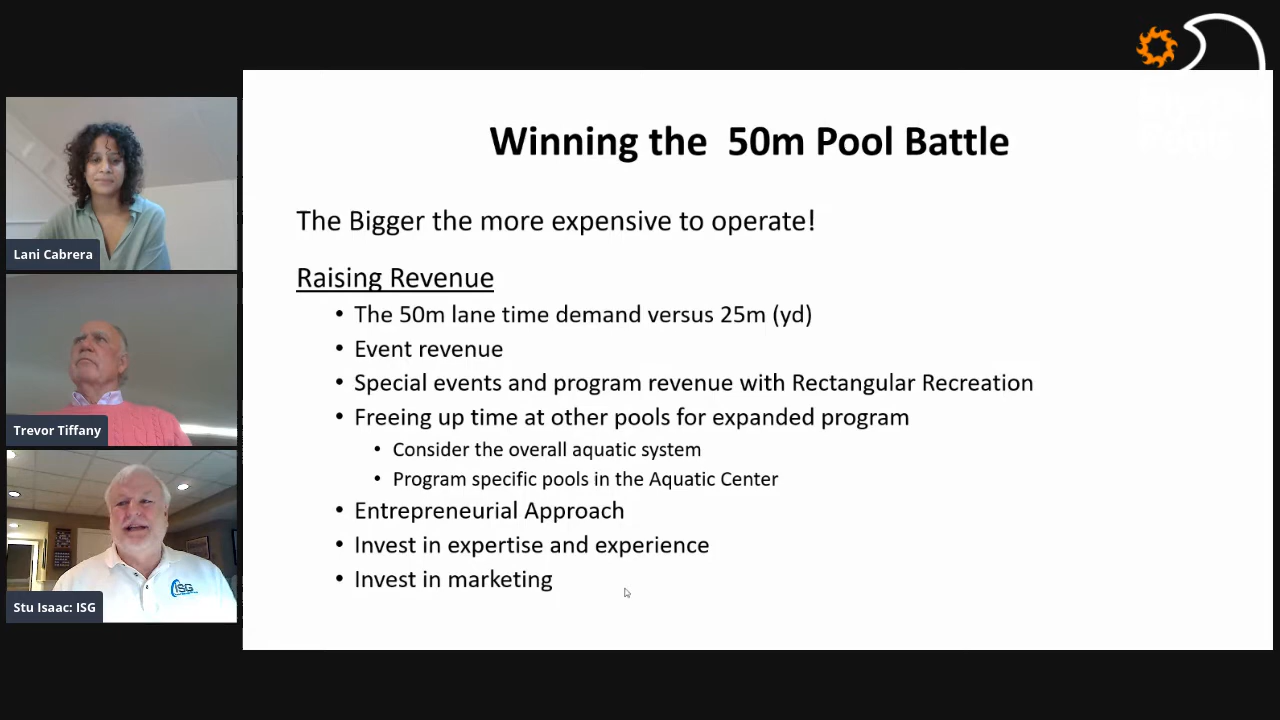 Winning the 50m Pool Battle
The Bigger the more expensive to operate!
Raising Revenue
• The 50m lane time demand versus 25m (yd)
• Event revenue
• Special events and program revenue with Rectangular Recreation
• Freeing up time at other pools for expanded program
• Consider the overall aquatic system
• Program specific pools in the Aquatic Center
• Entrepreneurial Approach
• Invest in expertise and experience
• Invest in marketing
Lani Cabrera
Trevor Tiffany
ISG
Stu Isaac: ISG